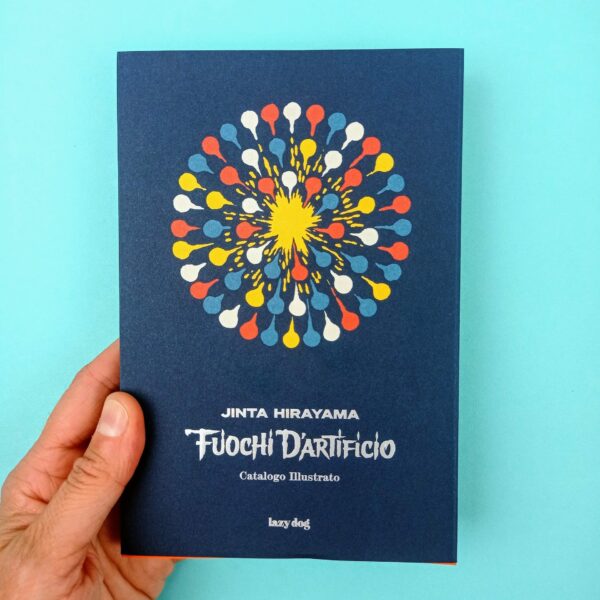 JINTA HIRAYAMA
FUOCHI D'ARTIFICIO
Catalogo Illustrato
lazy dog